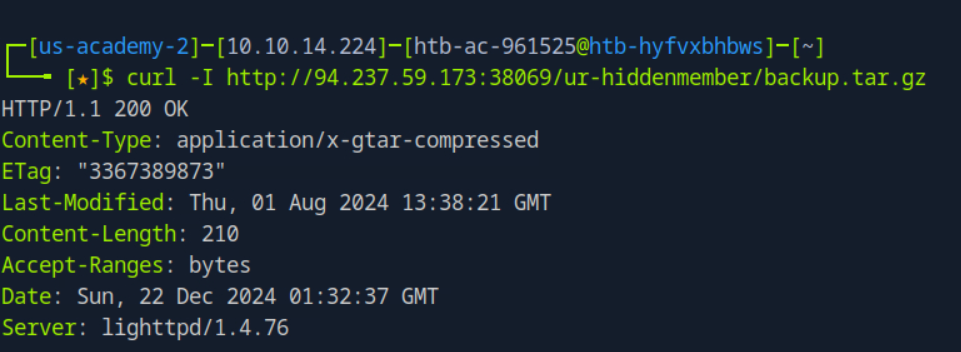 ┌─[us-academy-2]─[10.10.14.224]─[htb-ac-961525@htb-hyfvxbhbws]─[~]
└──╼ [★]$ curl -I http://94.237.59.173:38069/ur-hiddenmember/backup.tar.gz
HTTP/1.1 200 OK
Content-Type: application/x-gtar-compressed
ETag: "3367389873"
Last-Modified: Thu, 01 Aug 2024 13:38:21 GMT
Content-Length: 210
Accept-Ranges: bytes
Date: Sun, 22 Dec 2024 01:32:37 GMT
Server: lighttpd/1.4.76